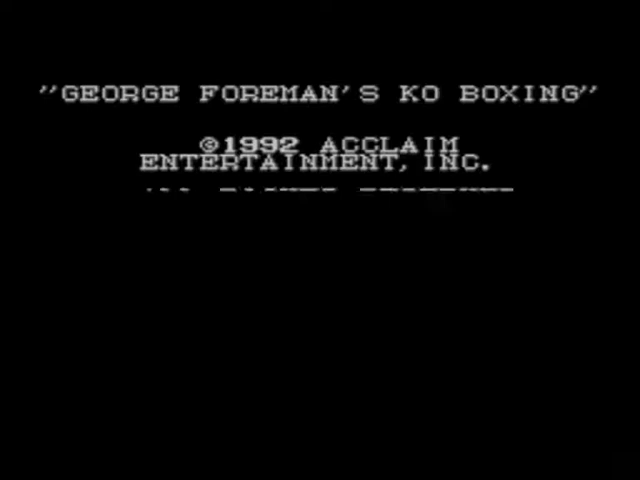 "GEORGE FOREMAN'S KO BOXING"
©1992 ACCLAIM
ENTERTAINMENT, INC.